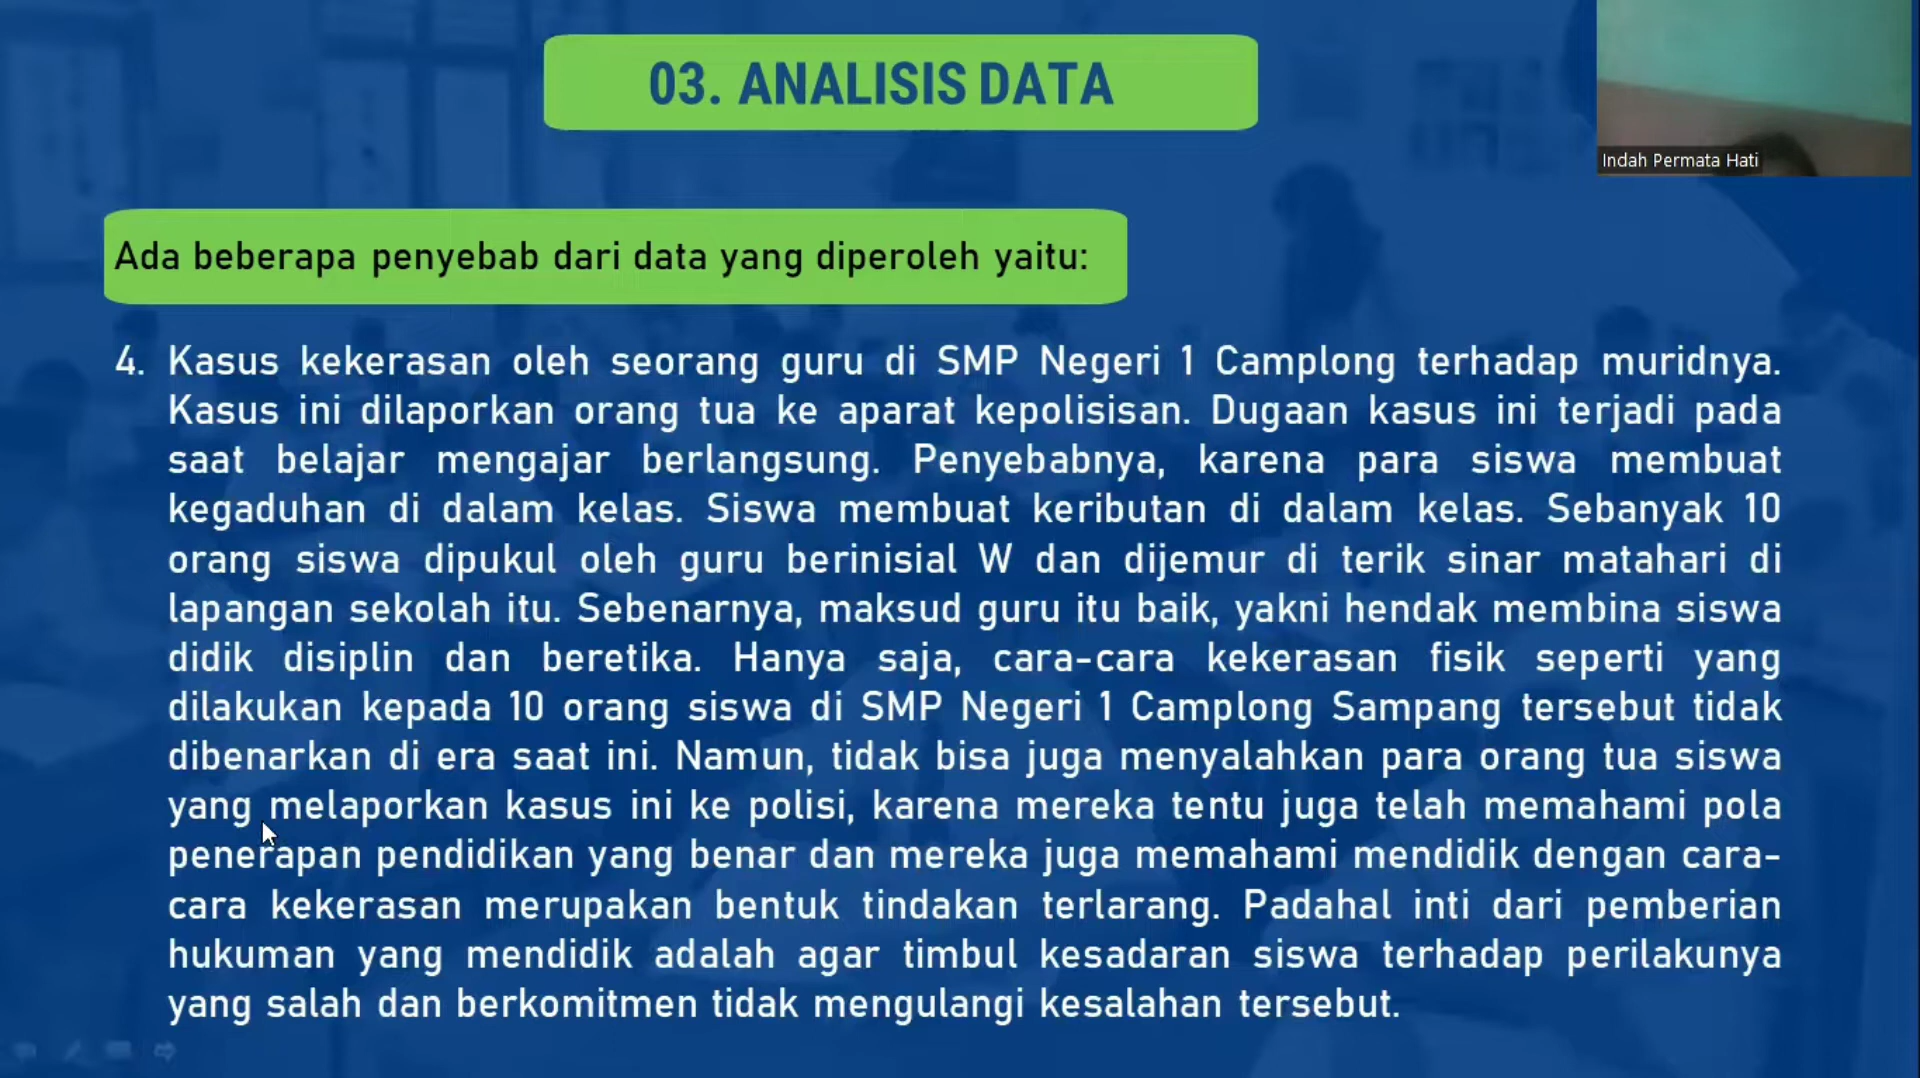 03. ANALISIS DATA
Indah Permata Hati
Ada beberapa penyebab dari data yang diperoleh yaitu:
4. Kasus kekerasan oleh seorang guru di SMP Negeri 1 Camplong terhadap muridnya.
Kasus ini dilaporkan orang tua ke aparat kepolisisan. Dugaan kasus ini terjadi pada
saat belajar mengajar berlangsung. Penyebabnya, karena para siswa membuat
kegaduhan di dalam kelas. Siswa membuat keributan di dalam kelas. Sebanyak 10
orang siswa dipukul oleh guru berinisial W dan dijemur di terik sinar matahari di
lapangan sekolah itu. Sebenarnya, maksud guru itu baik, yakni hendak membina siswa
didik disiplin dan beretika. Hanya saja, cara-cara kekerasan fisik seperti yang
dilakukan kepada 10 orang siswa di SMP Negeri 1 Camplong Sampang tersebut tidak
dibenarkan di era saat ini. Namun, tidak bisa juga menyalahkan para orang tua siswa
yang melaporkan kasus ini ke polisi, karena mereka tentu juga telah memahami pola
penerapan pendidikan yang benar dan mereka juga memahami mendidik dengan cara-
cara kekerasan merupakan bentuk tindakan terlarang. Padahal inti dari pemberian
hukuman yang mendidik adalah agar timbul kesadaran siswa terhadap perilakunya
yang salah dan berkomitmen tidak mengulangi kesalahan tersebut.